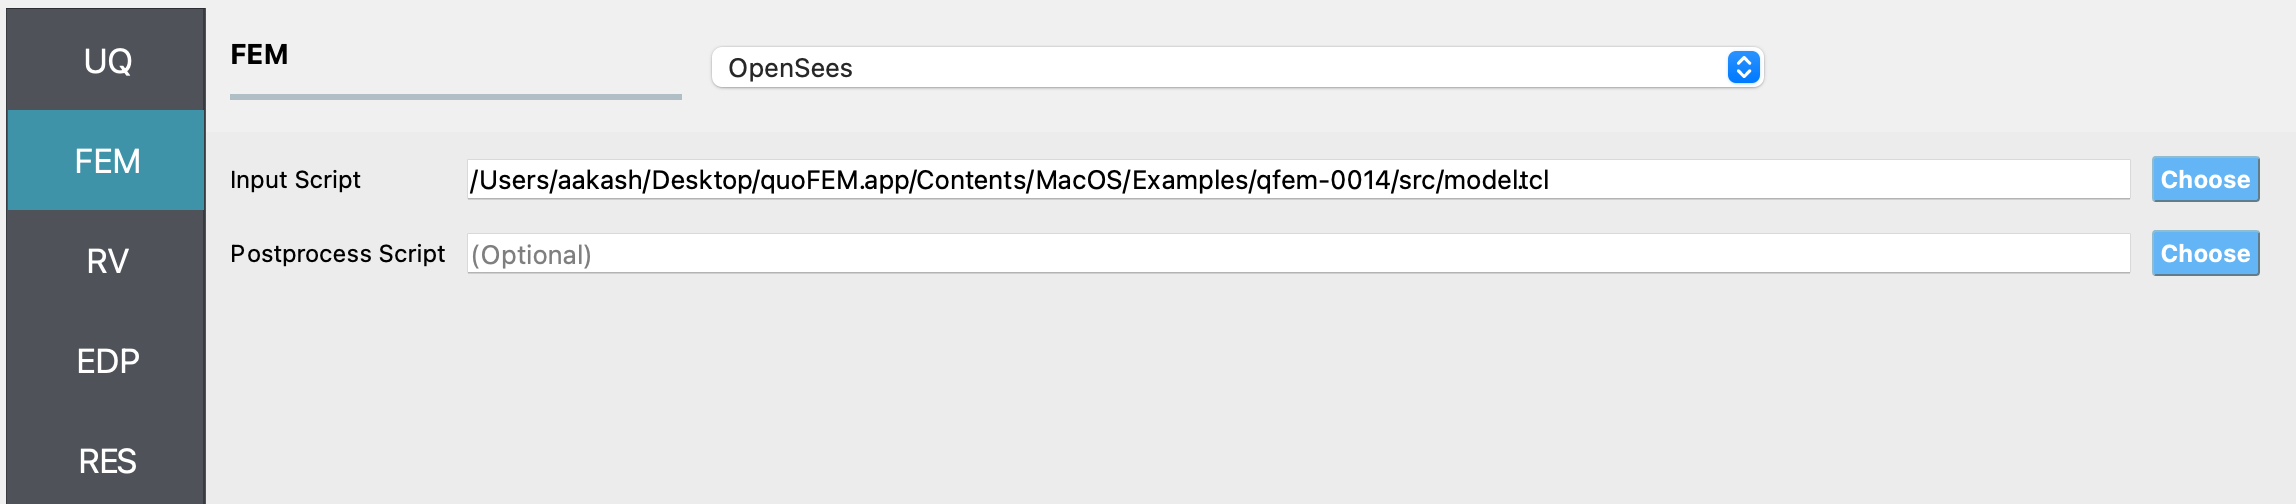 UQ
FEM
RV
EDP
RES
FEM
OpenSees
Input Script /Users/aakash/Desktop/quoFEM.app/Contents/MacOS/Examples/qfem-0014/src/model.tcl Choose
Postprocess Script (Optional) Choose